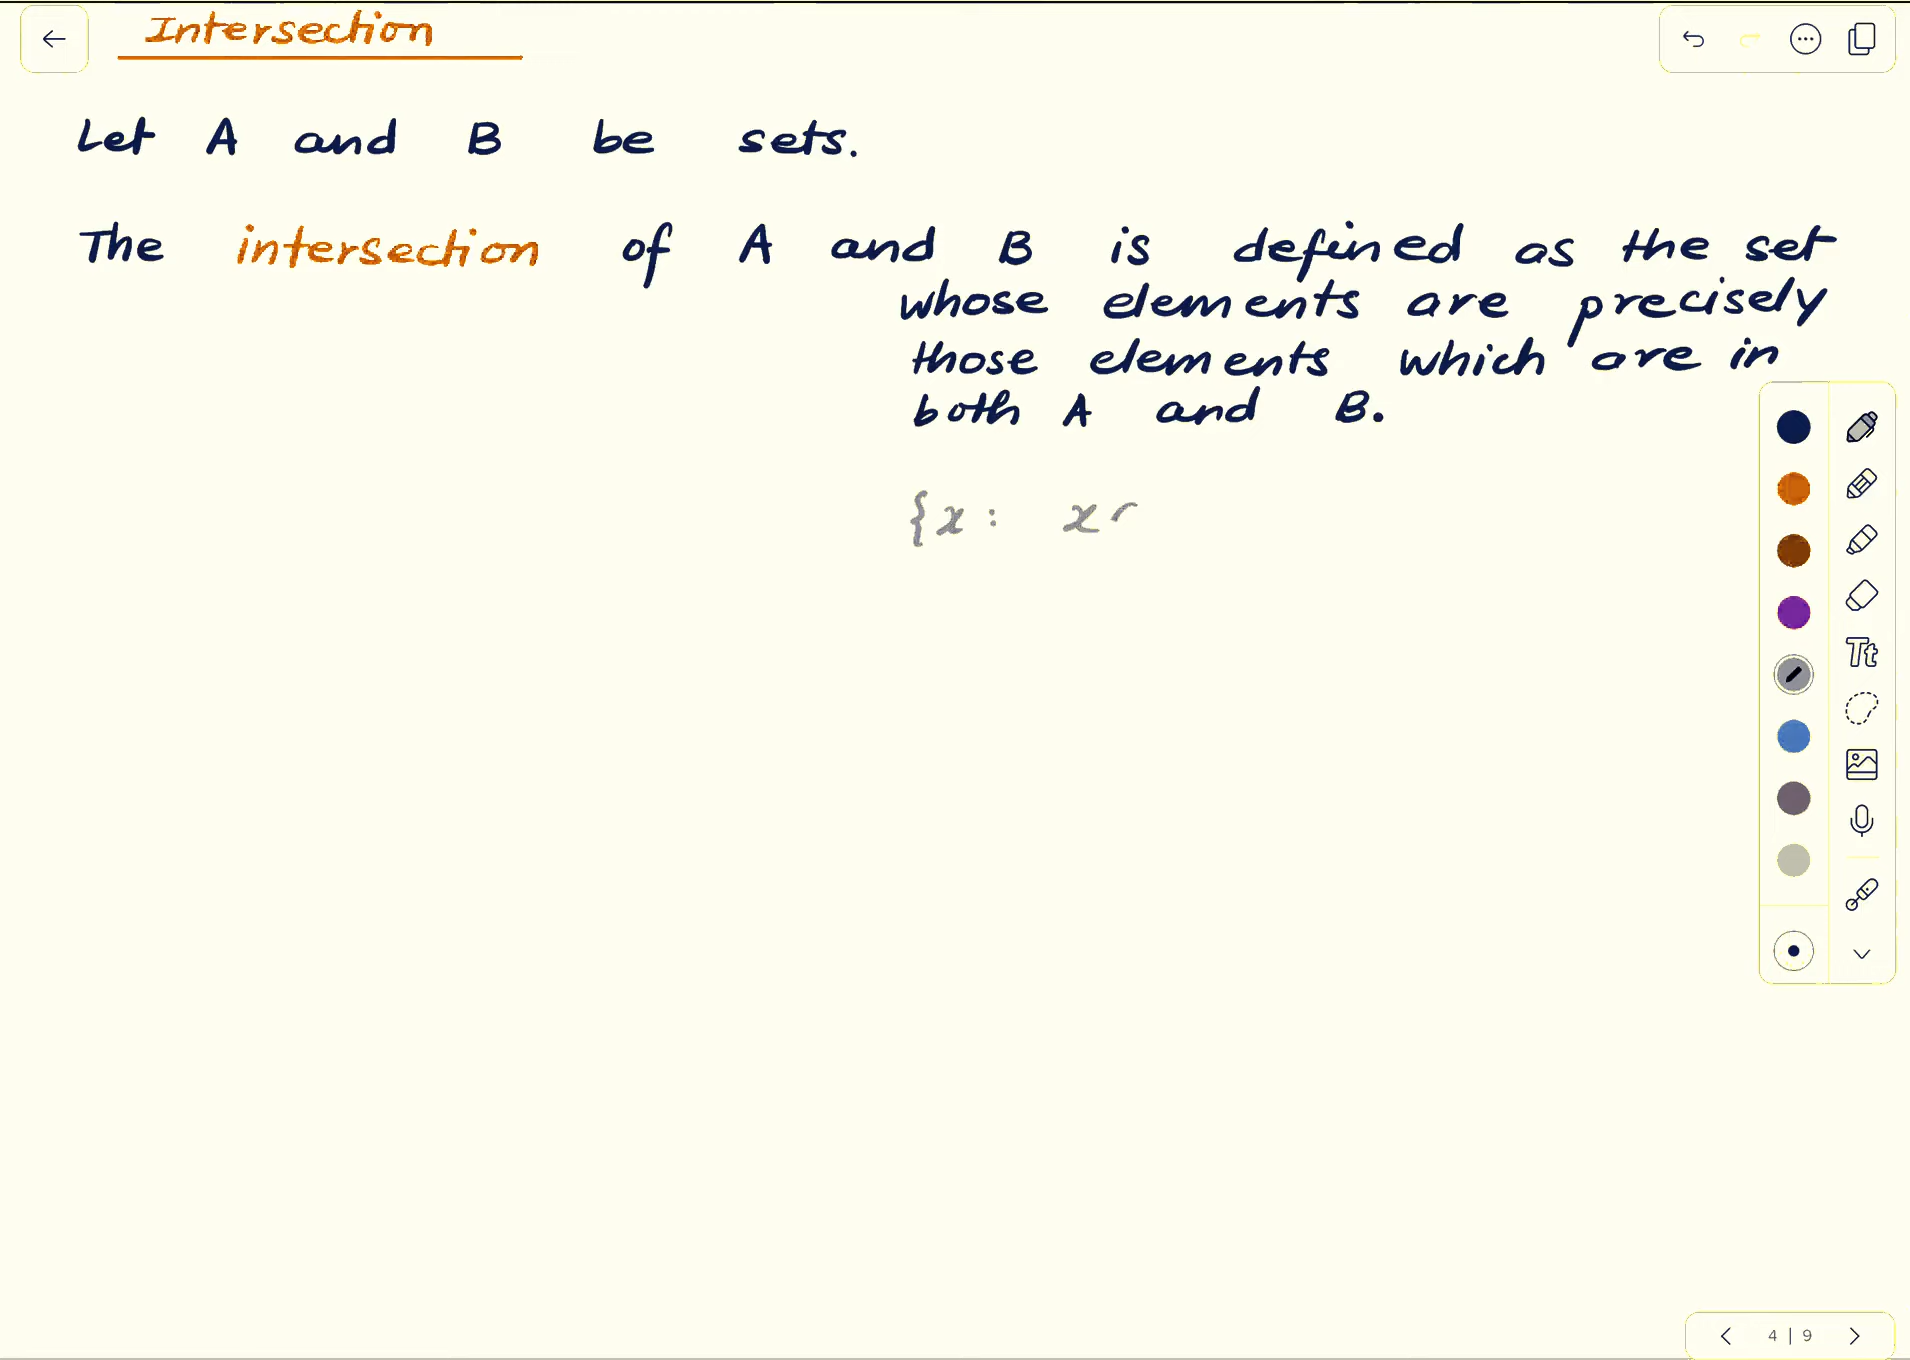 Intersection
Let A and B be sets.
The intersection of A and B is defined as the set
whose elements are precisely
those elements which are in
both A and B.
{x: x
Tt
4 | 9